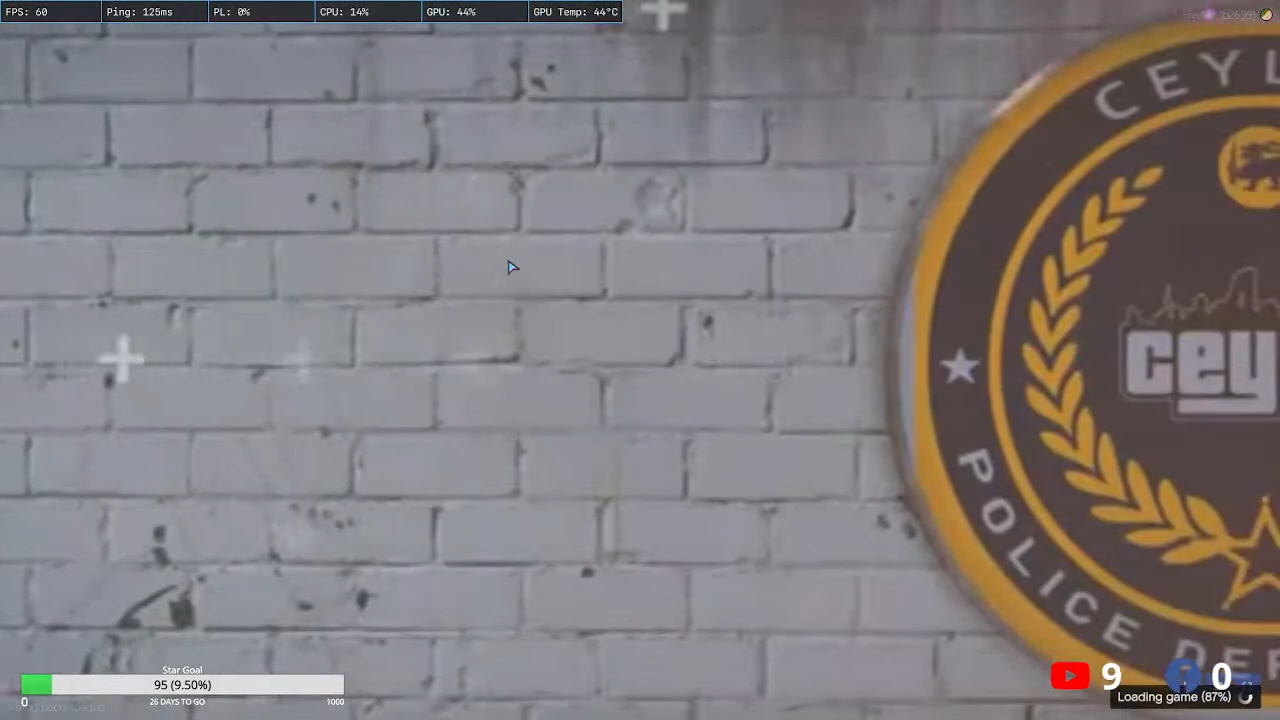 FPS: 60 Ping: 125ms PL: 0% CPU: 14% GPU: 44% GPU Temp: 44°C
(b2699)
CEYL
cey
POLICE DEP
Star Goal
95 (9.50%)
0 26 DAYS TO GO 1000
9 0
Loading game (87%)